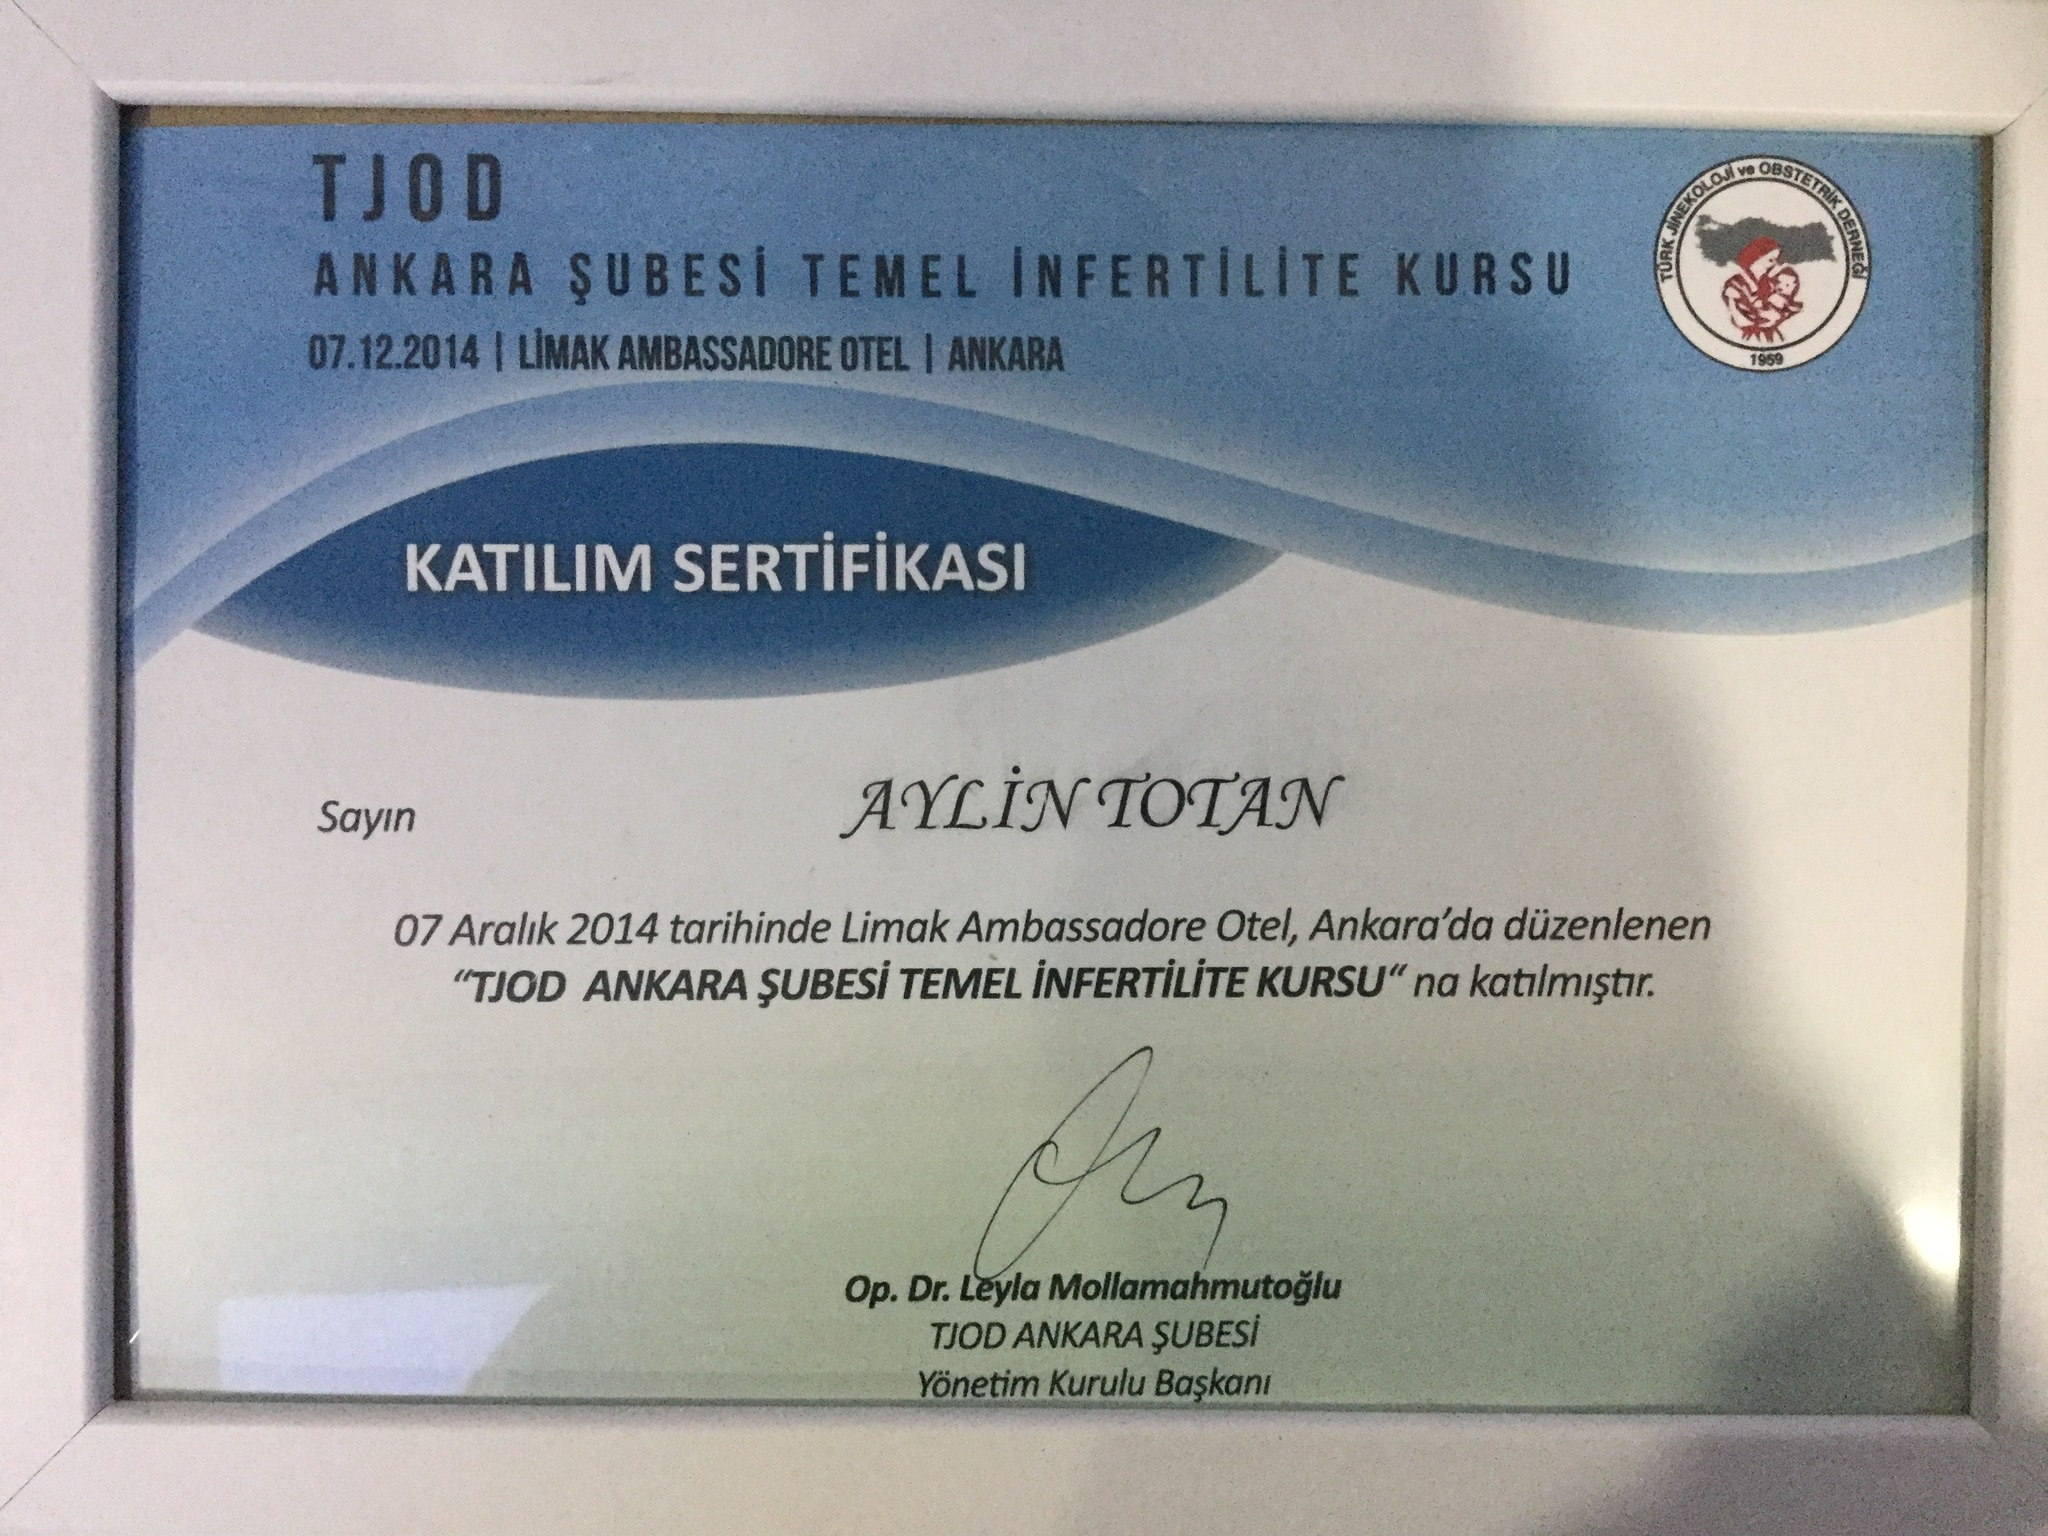 TJOD
ANKARA ŞUBESİ TEMEL İNFERTİLİTE KURSU
07.12.2014 | LİMAK AMBASSADORE OTEL | ANKARA
TÜRK JİNEKOLOJİ ve OBSTETRİK DERNEĞİ
1959
KATILIM SERTİFİKASI
Sayın AYLİN TOTAN
07 Aralık 2014 tarihinde Limak Ambassadore Otel, Ankara'da düzenlenen
“TJOD ANKARA ŞUBESİ TEMEL İNFERTİLİTE KURSU“ na katılmıştır.
Op. Dr. Leyla Mollamahmutoğlu
TJOD ANKARA ŞUBESİ
Yönetim Kurulu Başkanı